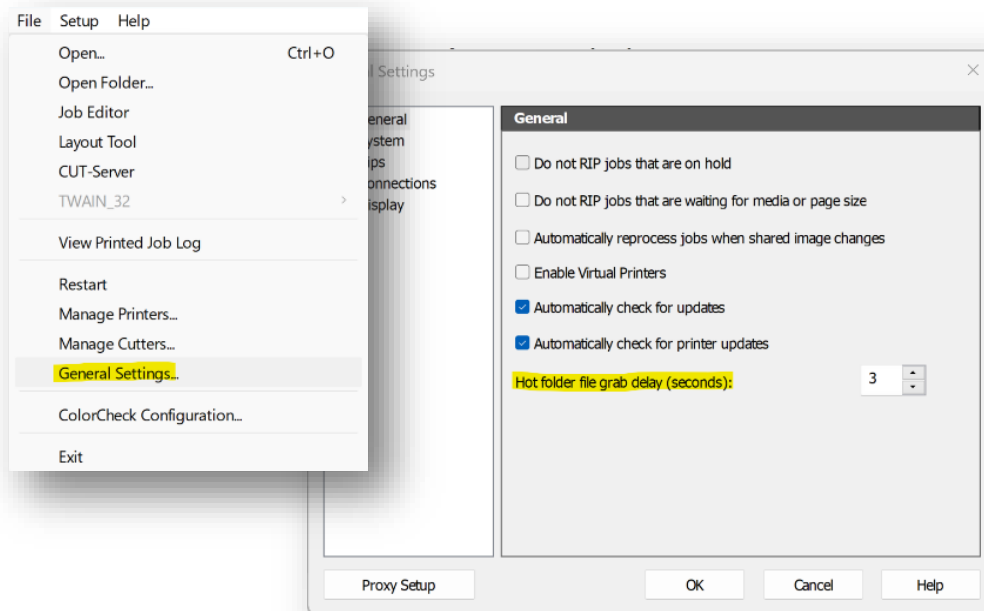 File Setup Help
Open... Ctrl+O
Open Folder...
Job Editor
Layout Tool
CUT-Server
TWAIN_32
View Printed Job Log
Restart
Manage Printers...
Manage Cutters...
General Settings...
ColorCheck Configuration...
Exit
l Settings
eneral
ystem
ips
onnections
isplay
General
Do not RIP jobs that are on hold
Do not RIP jobs that are waiting for media or page size
Automatically reprocess jobs when shared image changes
Enable Virtual Printers
Automatically check for updates
Automatically check for printer updates
Hot folder file grab delay (seconds): 3
Proxy Setup OK Cancel Help